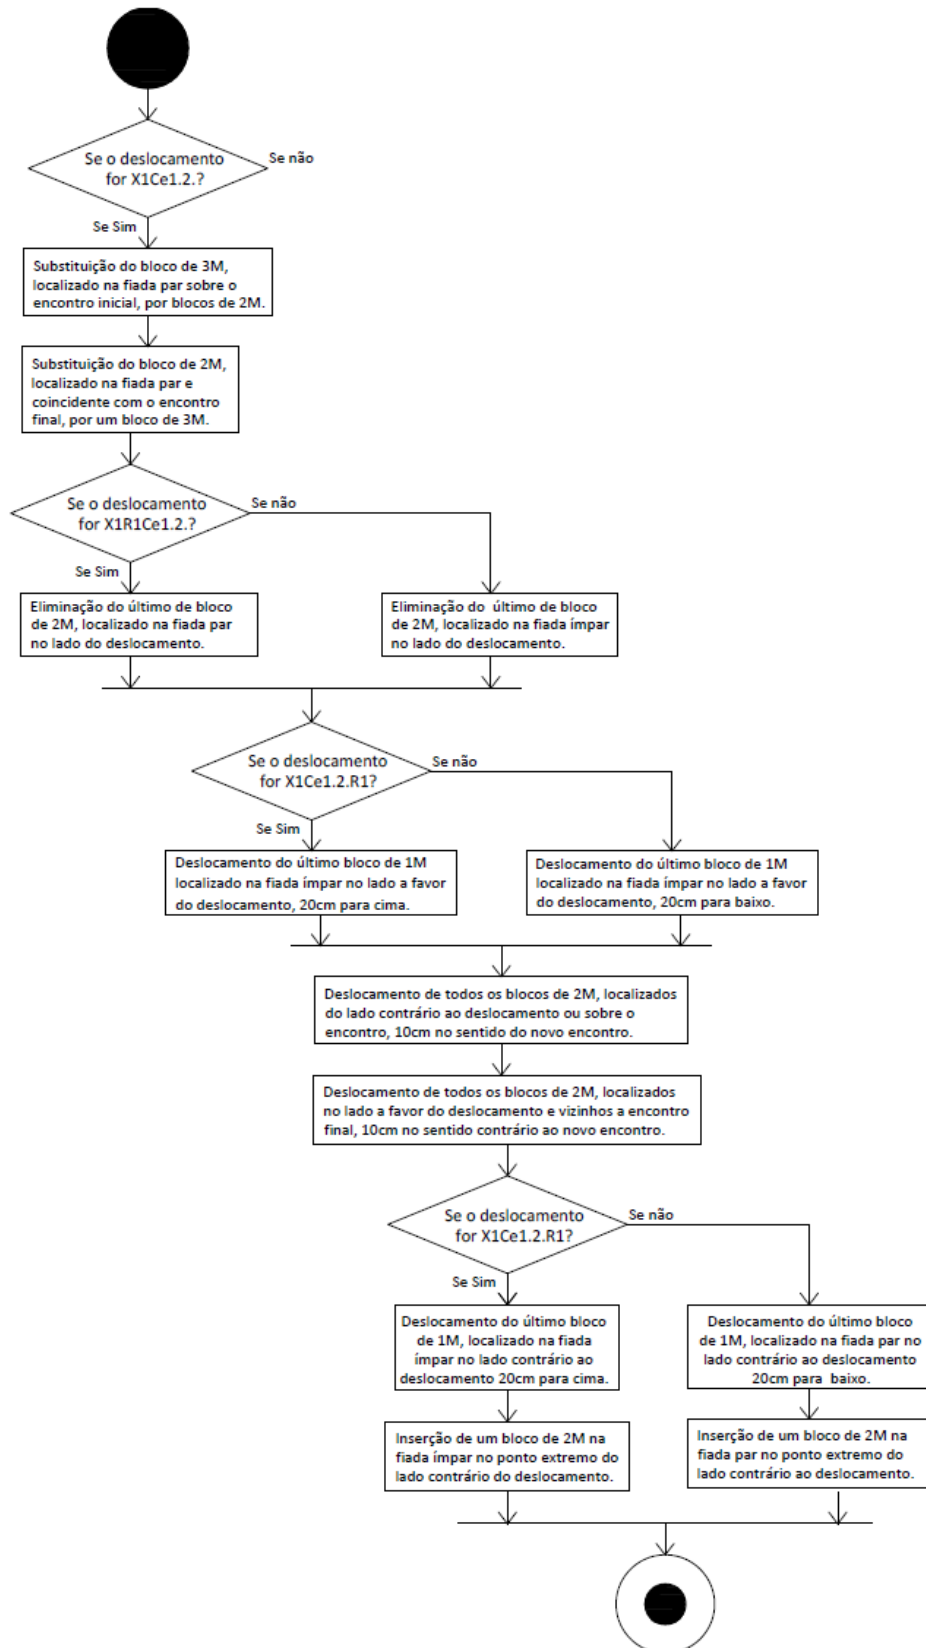 Se o deslocamento
for X1Ce1.2.?
Se não
Se Sim
Substituição do bloco de 3M,
localizado na fiada par sobre o
encontro inicial, por blocos de 2M.
Substituição do bloco de 2M,
localizado na fiada par e
coincidente com o encontro
final, por um bloco de 3M.
Se o deslocamento
for X1R1Ce1.2.?
Se não
Se Sim
Eliminação do último de bloco
de 2M, localizado na fiada par
no lado do deslocamento.
Eliminação do último de bloco
de 2M, localizado na fiada ímpar
no lado do deslocamento.
Se o deslocamento
for X1Ce1.2.R1?
Se não
Se Sim
Deslocamento do último bloco de 1M
localizado na fiada ímpar no lado a favor
do deslocamento, 20cm para cima.
Deslocamento do último bloco de 1M
localizado na fiada ímpar no lado a favor
do deslocamento, 20cm para baixo.
Deslocamento de todos os blocos de 2M, localizados
do lado contrário ao deslocamento ou sobre o
encontro, 10cm no sentido do novo encontro.
Deslocamento de todos os blocos de 2M, localizados
no lado a favor do deslocamento e vizinhos a encontro
final, 10cm no sentido contrário ao novo encontro.
Se o deslocamento
for X1Ce1.2.R1?
Se não
Se Sim
Deslocamento do último bloco
de 1M, localizado na fiada
ímpar no lado contrário ao
deslocamento 20cm para cima.
Deslocamento do último bloco
de 1M, localizado na fiada par no
lado contrário ao deslocamento
20cm para baixo.
Inserção de um bloco de 2M na
fiada ímpar no ponto extremo do
lado contrário do deslocamento.
Inserção de um bloco de 2M na
fiada par no ponto extremo do
lado contrário ao deslocamento.